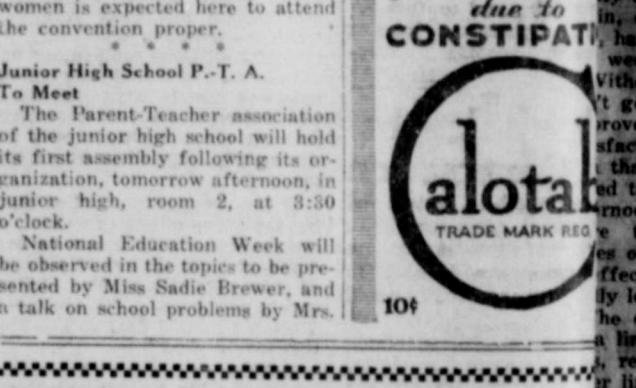 women is expected here to attend
the convention proper.
* * * *
Junior High School P.-T. A.
To Meet
The Parent-Teacher association
of the junior high school will hold
its first assembly following its or-
ganization, tomorrow afternoon, in
junior high, room 2, at 3:30
o'clock.
National Education Week will
be observed in the topics to be pre-
sented by Miss Sadie Brewer, and
a talk on school problems by Mrs.
due to
CONSTIPATI
Calotab
TRADE MARK REG
10¢